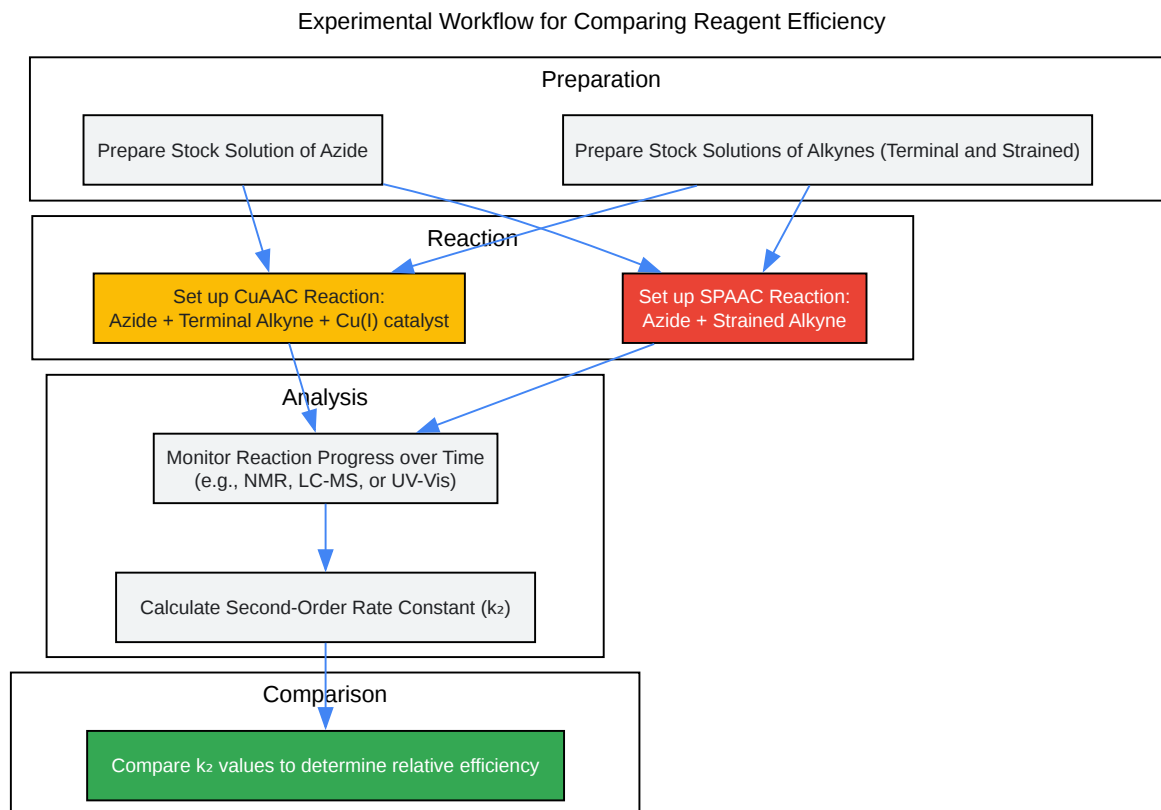 Experimental Workflow for Comparing Reagent Efficiency
Preparation
Prepare Stock Solution of Azide
Prepare Stock Solutions of Alkynes (Terminal and Strained)
Reaction
Set up CuAAC Reaction:
Azide + Terminal Alkyne + Cu(I) catalyst
Set up SPAAC Reaction:
Azide + Strained Alkyne
Analysis
Monitor Reaction Progress over Time
(e.g., NMR, LC-MS, or UV-Vis)
Calculate Second-Order Rate Constant (k₂)
Comparison
Compare k₂ values to determine relative efficiency